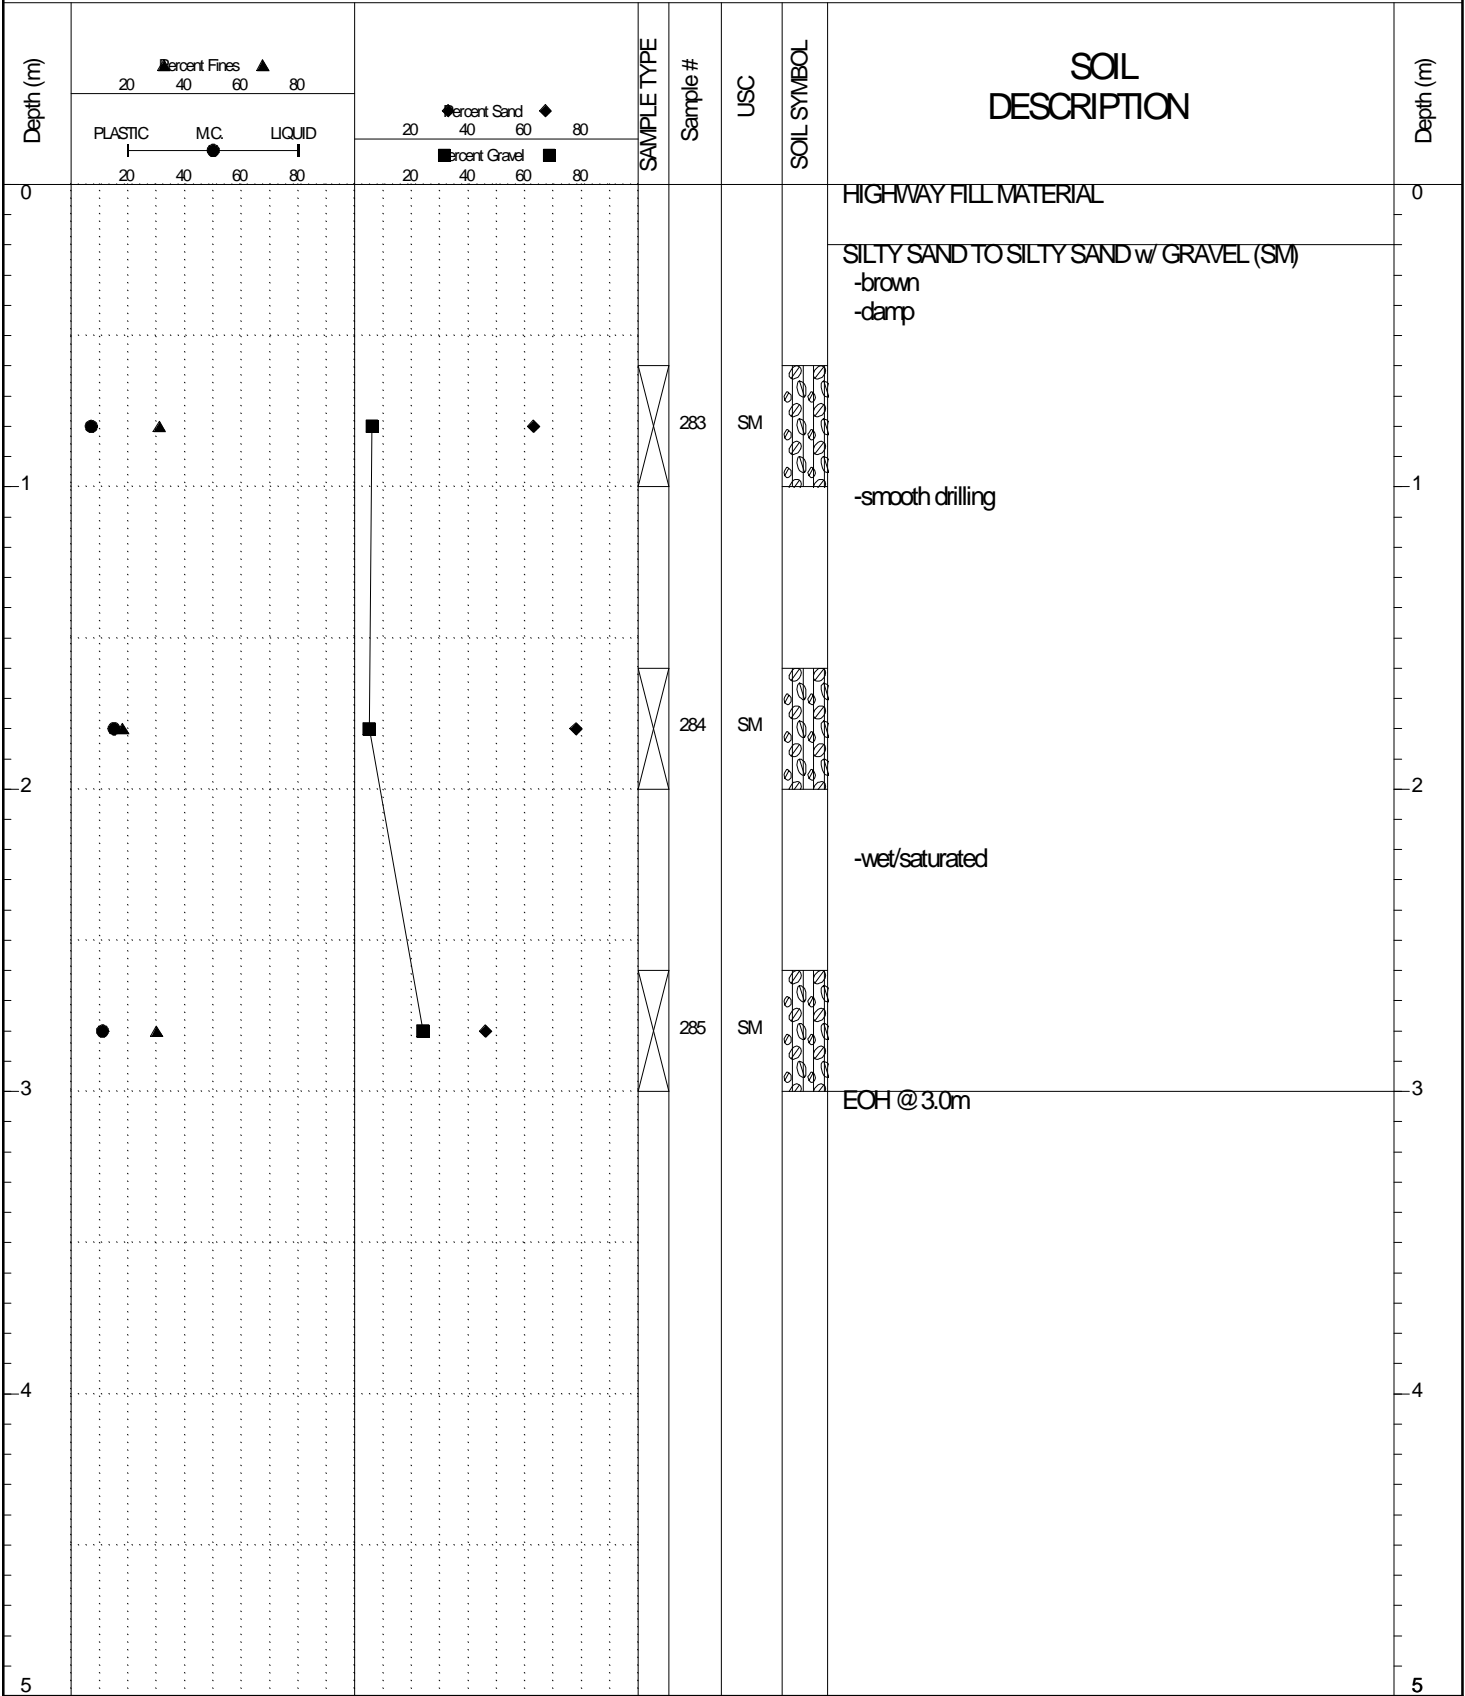 Depth (m)
Percent Fines
20 40 60 80
PLASTIC M.C. LIQUID
20 40 60 80
Percent Sand
20 40 60 80
Percent Gravel
20 40 60 80
SAMPLE TYPE
Sample #
USC
SOIL SYMBOL
SOIL
DESCRIPTION
Depth (m)
0 HIGHWAY FILL MATERIAL 0
SILTY SAND TO SILTY SAND w/ GRAVEL (SM)
-brown
-damp
283 SM
1 -smooth drilling 1
284 SM
2 2
-wet/saturated
285 SM
3 EOH @ 3.0m 3
4 4
5 5